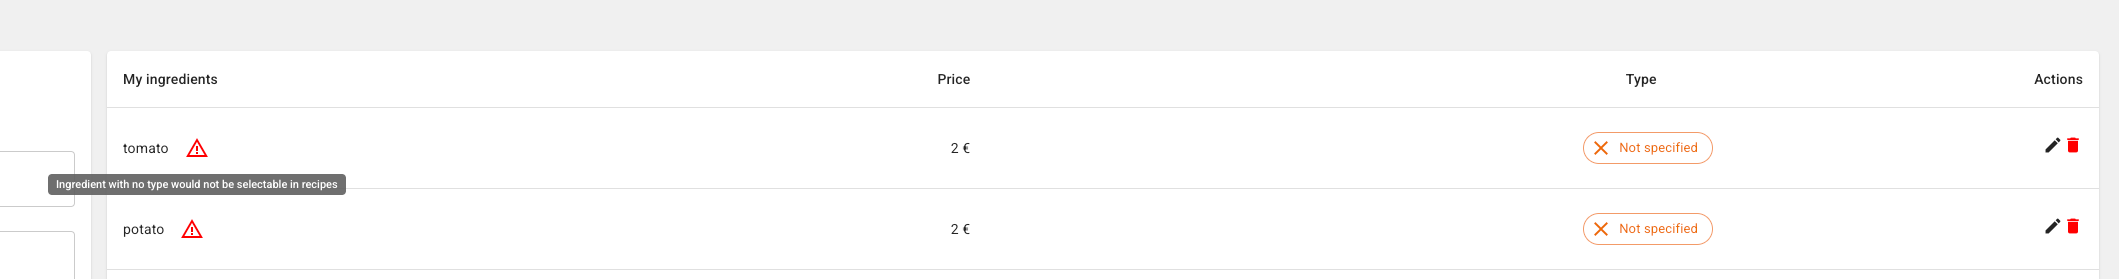 My ingredients Price Type Actions
tomato 2 € Not specified
Ingredient with no type would not be selectable in recipes
potato 2 € Not specified